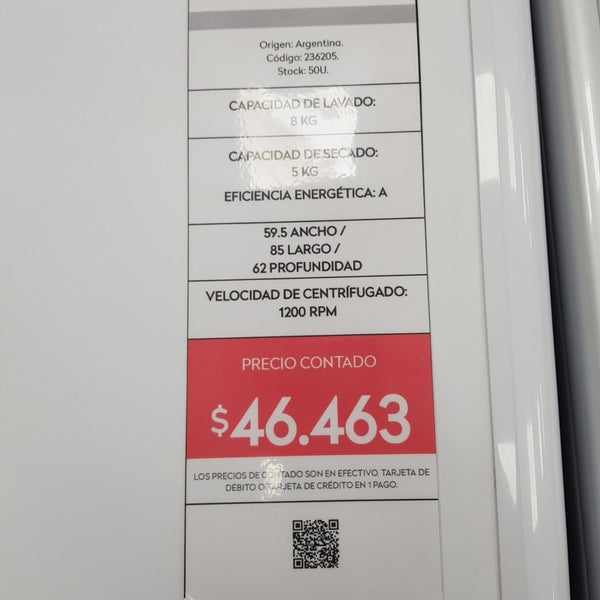 Origen: Argentina.
Código: 236205.
Stock: 50U.
CAPACIDAD DE LAVADO:
8 KG
CAPACIDAD DE SECADO:
5 KG
EFICIENCIA ENERGÉTICA: A
59.5 ANCHO /
85 LARGO /
62 PROFUNDIDAD
VELOCIDAD DE CENTRÍFUGADO:
1200 RPM
PRECIO CONTADO
$46.463
LOS PRECIOS DE CONTADO SON EN EFECTIVO, TARJETA DE
DÉBITO O TARJETA DE CRÉDITO EN 1 PAGO.